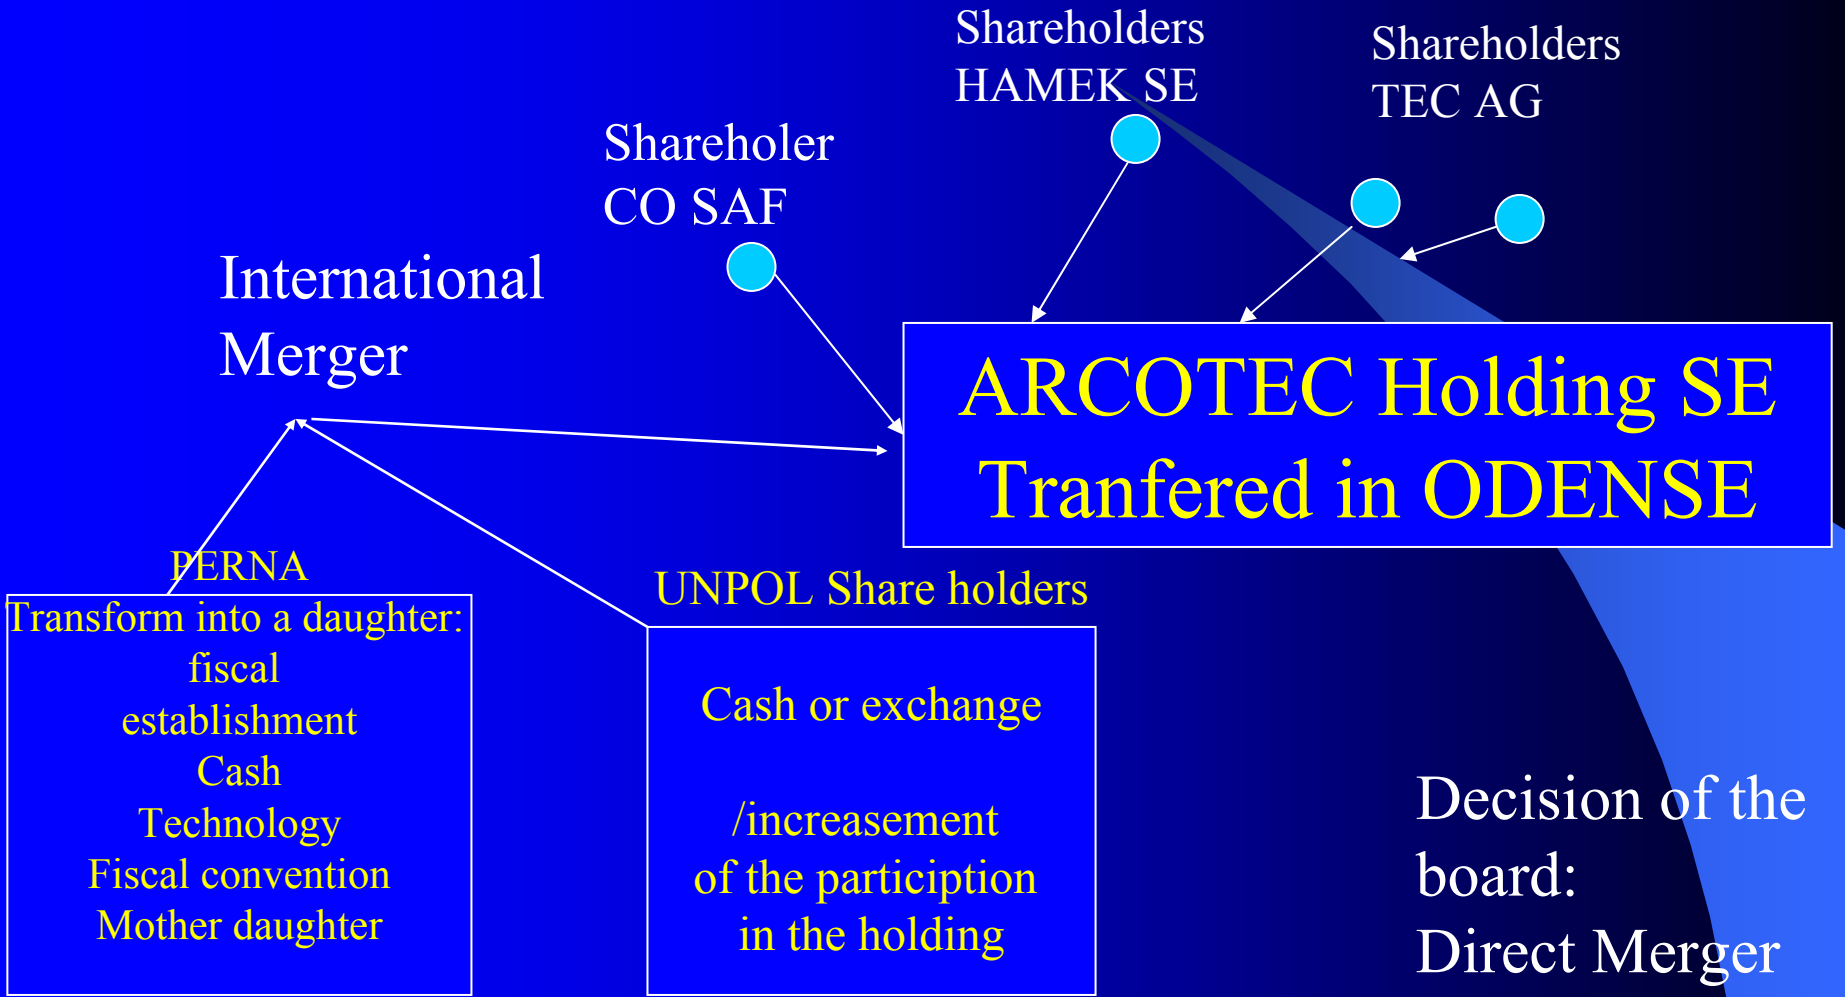 Shareholders
HAMEK SE
Shareholders
TEC AG
Shareholer
CO SAF
International
Merger
ARCOTEC Holding SE
Tranfered in ODENSE
PERNA
Transform into a daughter:
fiscal
establishment
Cash
Technology
Fiscal convention
Mother daughter
UNPOL Share holders
Cash or exchange
/increasement
of the particiption
in the holding
Decision of the
board:
Direct Merger